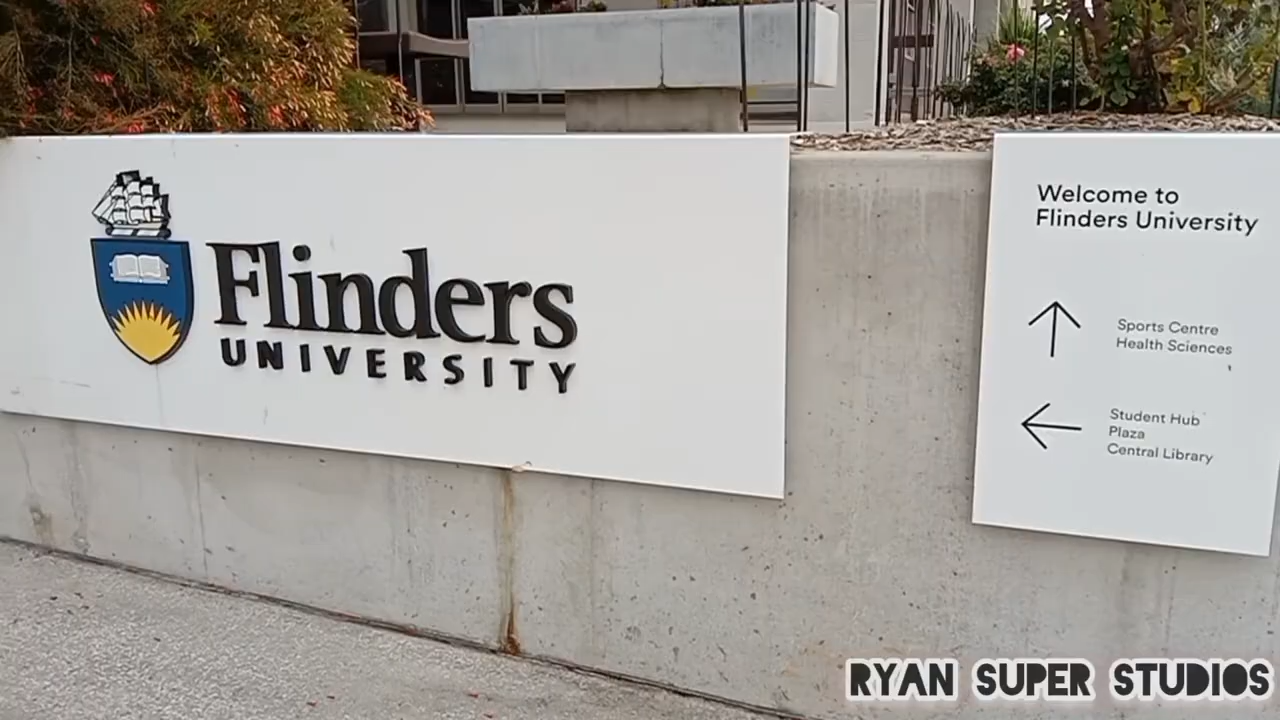 Flinders
UNIVERSITY
Welcome to
Flinders University
Sports Centre
Health Sciences
Student Hub
Plaza
Central Library
RYAN SUPER STUDIOS